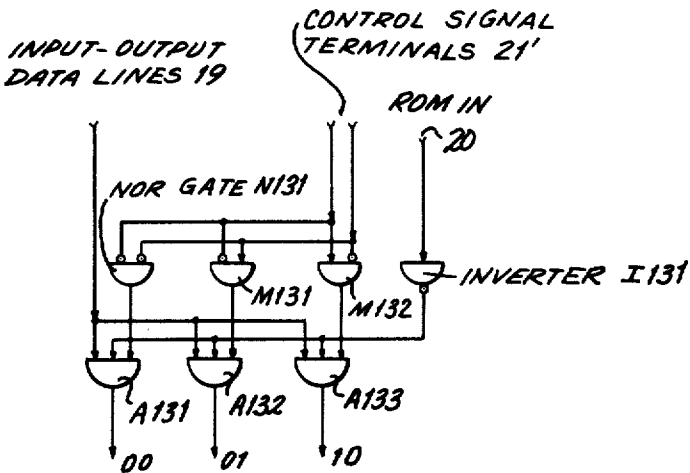 CONTROL SIGNAL
TERMINALS 21'
INPUT-OUTPUT
DATA LINES 19
ROM IN
20
NOR GATE N131
M131
M132
INVERTER I131
A131
A132
A133
00
01
10